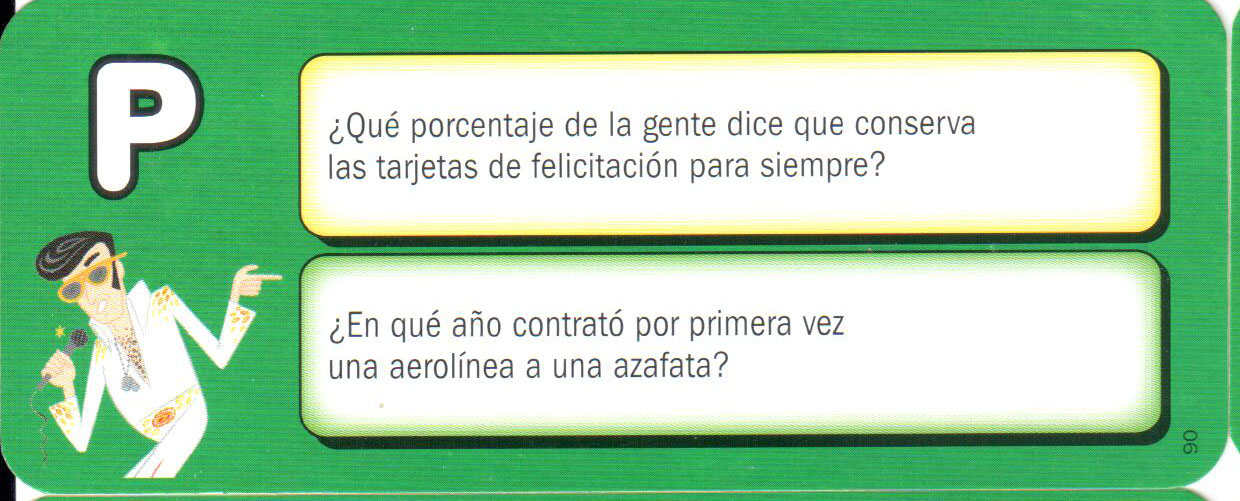 P
¿Qué porcentaje de la gente dice que conserva
las tarjetas de felicitación para siempre?
¿En qué año contrató por primera vez
una aerolínea a una azafata?
90